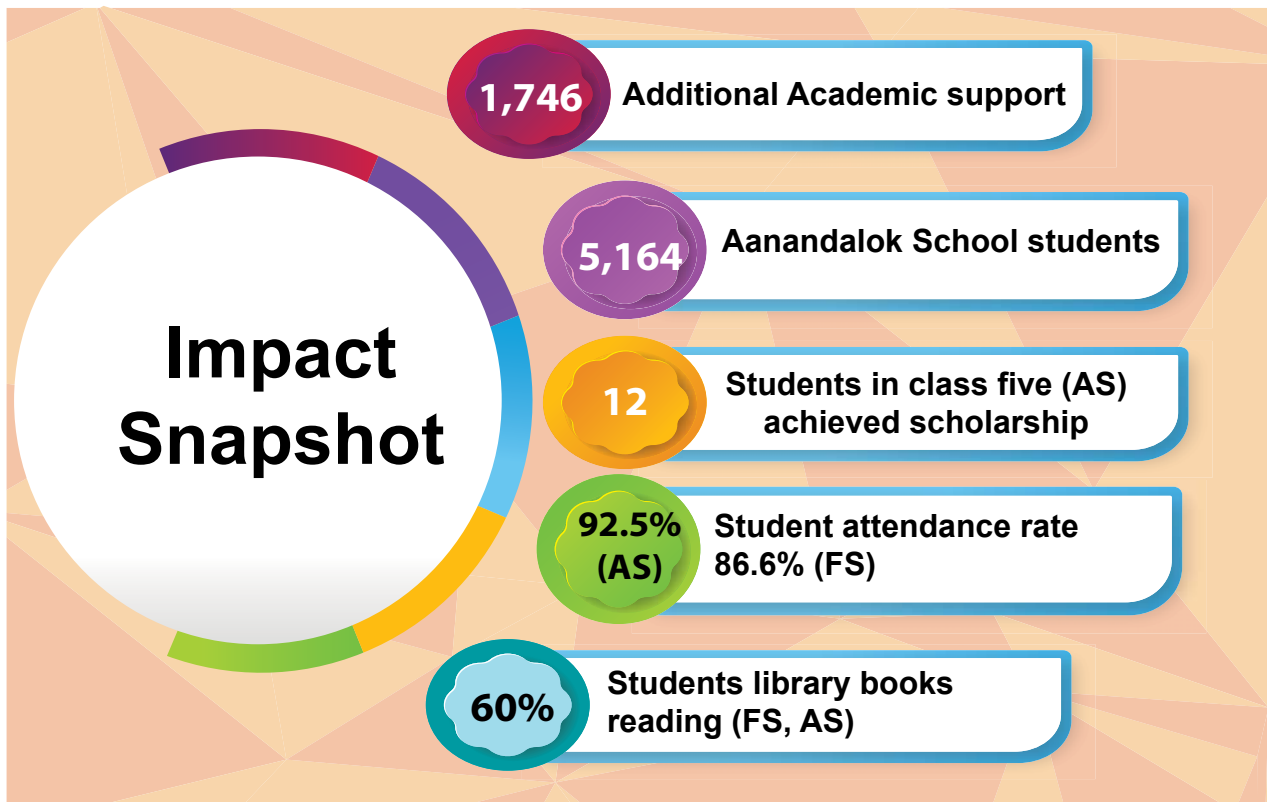 Impact
Snapshot
1,746
Additional Academic support
5,164
Aanandalok School students
12
Students in class five (AS)
achieved scholarship
92.5%
(AS)
Student attendance rate
86.6% (FS)
60%
Students library books
reading (FS, AS)